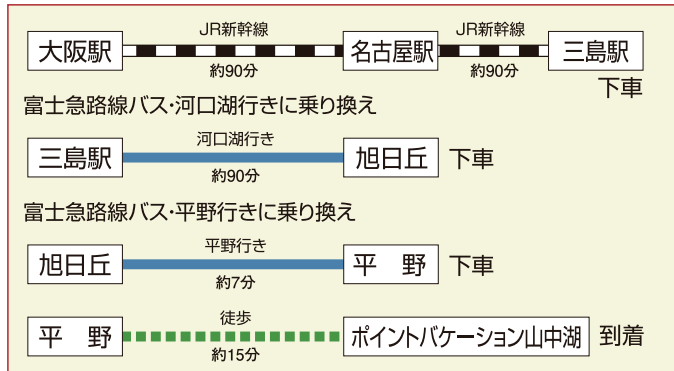 JR新幹線 JR新幹線
大阪駅 名古屋駅 三島駅
約90分 約90分
下車
富士急路線バス・河口湖行きに乗り換え
河口湖行き
三島駅 旭日丘 下車
約90分
富士急路線バス・平野行きに乗り換え
平野行き
旭日丘 平　野 下車
約7分
徒歩
平　野 ポイントバケーション山中湖 到着
約15分